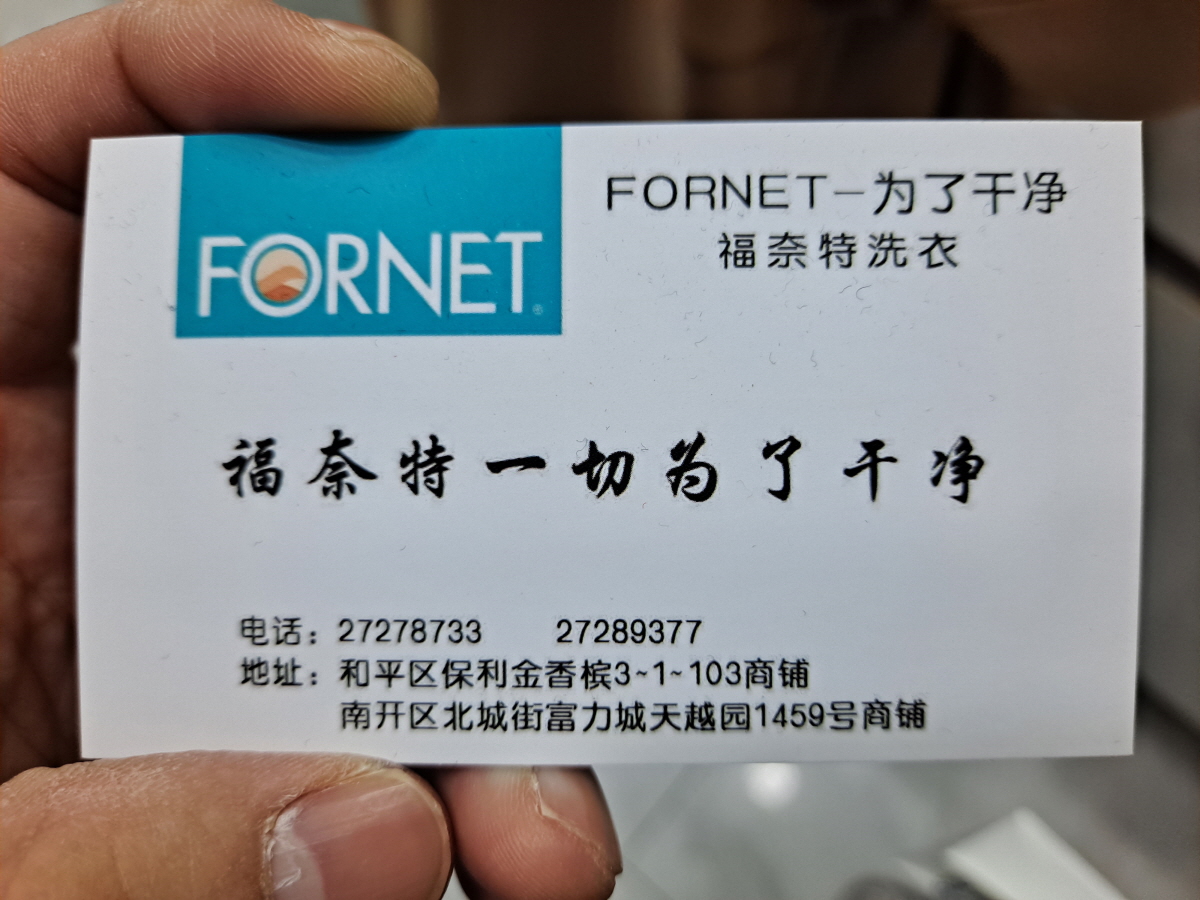 FORNET®
FORNET-为了干净
福奈特洗衣
福奈特一切为了干净
电话：27278733 27289377
地址：和平区保利金香槟3~1~103商铺
南开区北城街富力城天越园1459号商铺